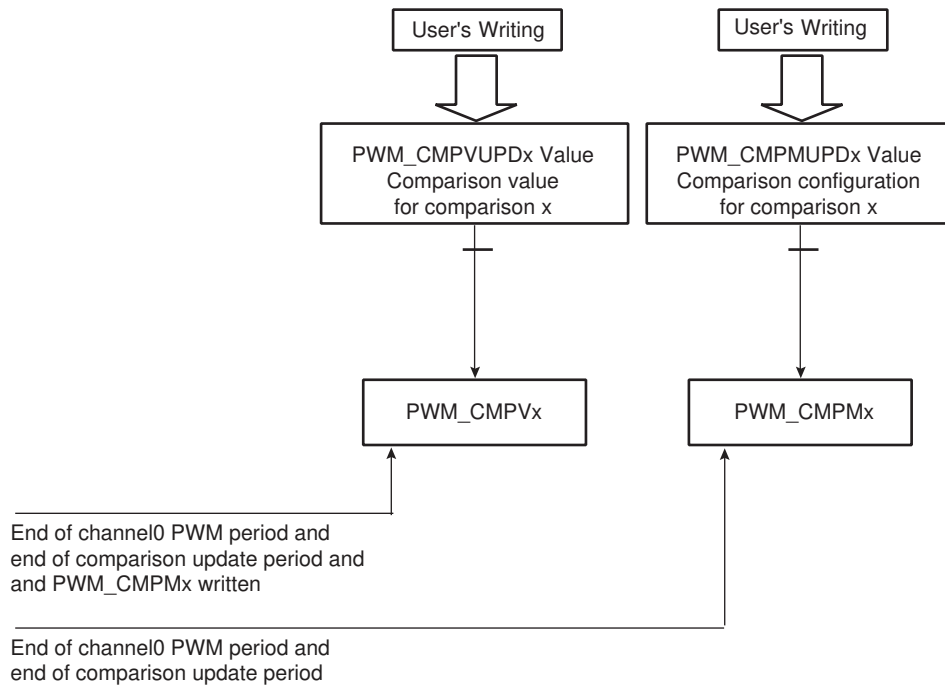 User's Writing
User's Writing
PWM_CMPVUPDx Value
Comparison value
for comparison x
PWM_CMPMUPDx Value
Comparison configuration
for comparison x
PWM_CMPVx
PWM_CMPMx
End of channel0 PWM period and
end of comparison update period and
and PWM_CMPMx written
End of channel0 PWM period and
end of comparison update period